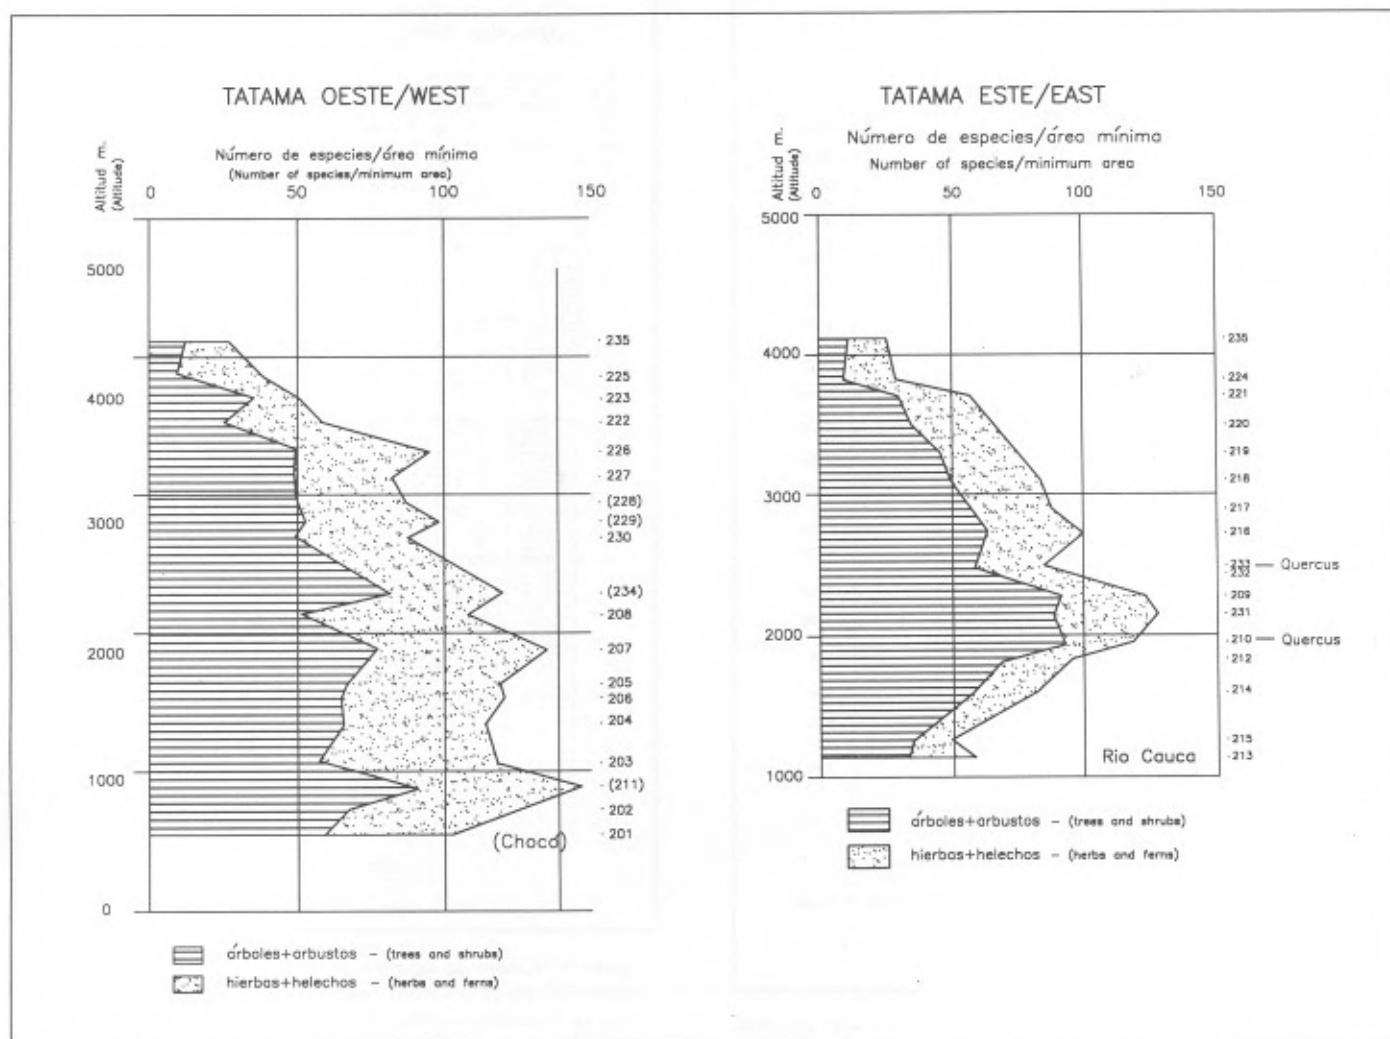 TATAMA OESTE/WEST
Altitud m.
(Altitude)
Número de especies/área mínima
(Number of species/minimum area)
0 50 100 150
5000
4000
3000
2000
1000
0
235
225
223
222
226
227
(228)
(229)
230
(234)
208
207
205
206
204
203
(211)
202
201
(Chocó)
árboles+arbustos – (trees and shrubs)
hierbas+helechos – (herbs and ferns)
TATAMA ESTE/EAST
Altitud m.
(Altitude)
Número de especies/área mínima
Number of species/minimum area)
0 50 100 150
5000
4000
3000
2000
1000
235
224
221
220
219
218
217
216
233 Quercus
232
209
231
210 Quercus
212
214
215
213
Rio Cauca
árboles+arbustos – (trees and shrubs)
hierbas+helechos – (herbs and ferns)